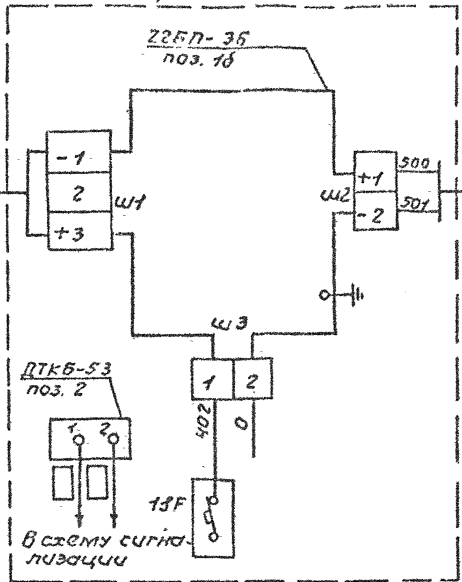 22БП-36
поз. 1б
-1
2
+3
ш1
ш2
+1
-2
500
501
ш3
1 2
402
0
ДТКБ-53
поз. 2
1 2
1SF
В схему сигна-
лизации